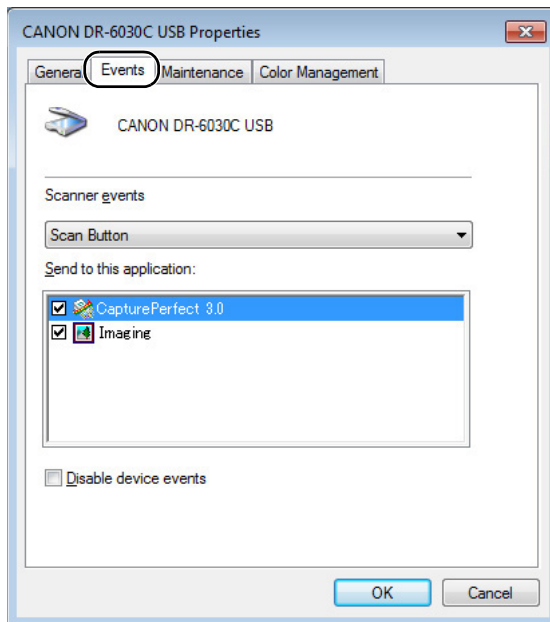 CANON DR-6030C USB Properties
General Events Maintenance Color Management
CANON DR-6030C USB
Scanner events
Scan Button
Send to this application:
CapturePerfect 3.0
Imaging
Disable device events
OK Cancel